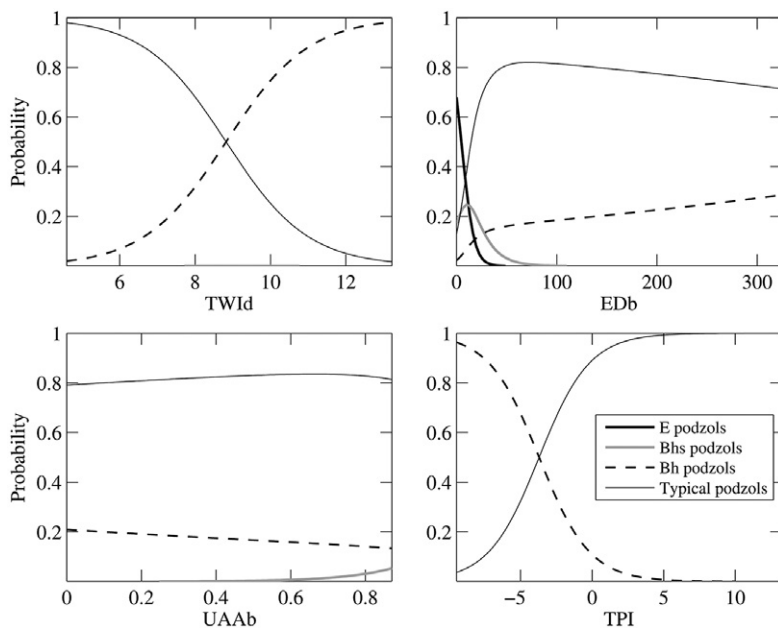 1
0.8
0.6
0.4
0.2
Probability
6 8 10 12
TWId
1
0.8
0.6
0.4
0.2
0 100 200 300
EDb
1
0.8
0.6
0.4
0.2
Probability
0 0.2 0.4 0.6 0.8
UAAb
1
0.8
0.6
0.4
0.2
E podzols
Bhs podzols
Bh podzols
Typical podzols
−5 0 5 10
TPI